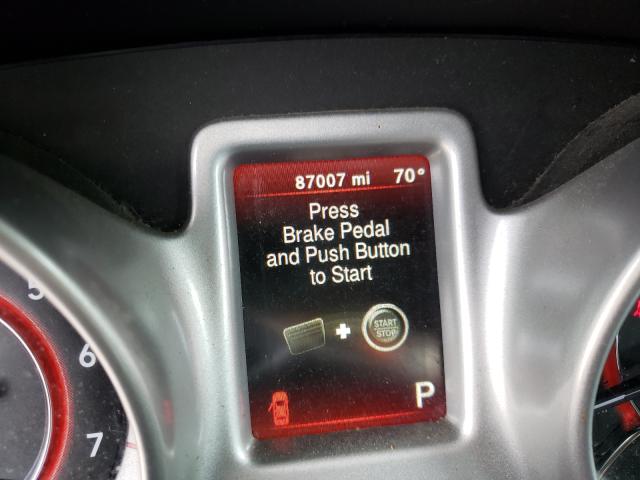 87007 mi 70°
Press
Brake Pedal
and Push Button
to Start
START
STOP
P
5
6
7